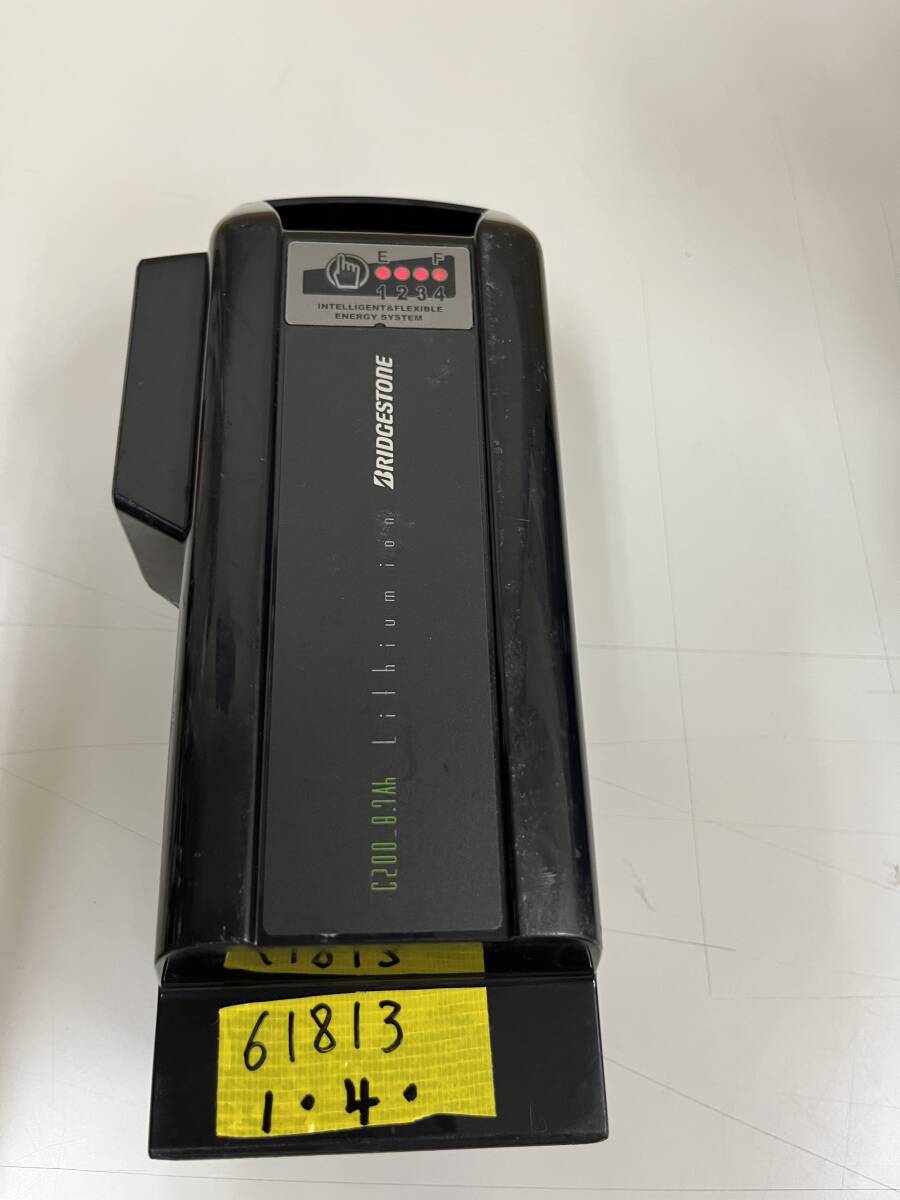 E F
1 2 3 4
INTELLIGENT&FLEXIBLE
ENERGY SYSTEM
BRIDGESTONE
Lithium ion
C200_8.7Ah
61813
1・4・